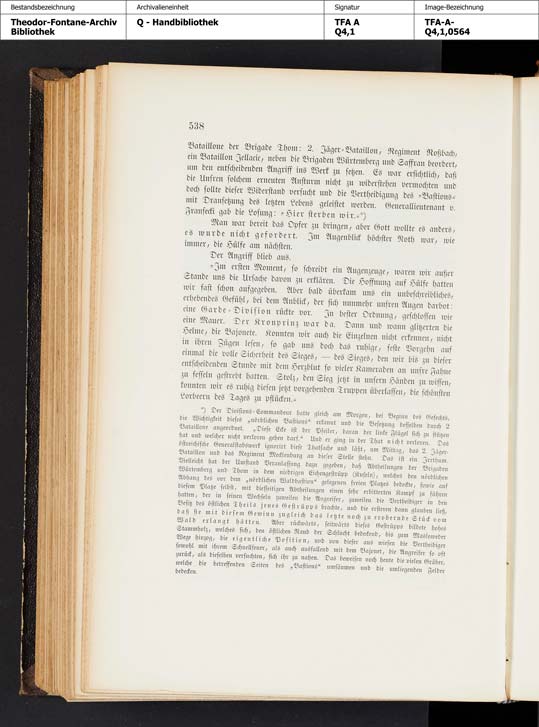 Bestandsbezeichnung Archivalieneinheit Signatur Image-Bezeichnung
Theodor-Fontane-Archiv Q - Handbibliothek TFA A TFA-A-
Bibliothek Q4,1 Q4,1,0564
538
Bataillone der Brigade Thom: 2. Jäger-Bataillon, Regiment Roßbach,
ein Bataillon Jellacic, neben die Brigaden Würtemberg und Saffran beordert,
um den entscheidenden Angriff ins Werk zu setzen. Es war ersichtlich, daß
die Unsren solchem erneuten Ansturm nicht zu widerstehen vermochten und
doch sollte dieser Widerstand versucht und die Vertheidigung des »Bastions«
mit Dransetzung des letzten Lebens geleistet werden. Generallieutenant v.
Fransecki gab die Losung: »Hier sterben wir.«*)
Man war bereit das Opfer zu bringen, aber Gott wollte es anders,
es wurde nicht gefordert. Im Augenblick höchster Noth war, wie
immer, die Hülfe am nächsten.
Der Angriff blieb aus.
»Im ersten Moment, so schreibt ein Augenzeuge, waren wir außer
Stande uns die Ursache davon zu erklären. Die Hoffnung auf Hülfe hatten
wir fast schon aufgegeben. Aber bald überkam uns ein unbeschreibliches,
erhebendes Gefühl, bei dem Anblick, der sich nunmehr unsren Augen darbot:
eine Garde-Division rückte vor. In bester Ordnung, geschlossen wie
eine Mauer. Der Kronprinz war da. Dann und wann glitzerten die
Helme, die Bajonete. Konnten wir auch die Einzelnen nicht erkennen, nicht
in ihren Zügen lesen, so gab uns doch das ruhige, feste Vorgehn auf
einmal die volle Sicherheit des Sieges, — des Sieges, den wir bis zu dieser
entscheidenden Stunde mit dem Herzblut so vieler Kameraden an unsre Fahne
zu fesseln gestrebt hatten. Stolz, den Sieg jetzt in unsern Händen zu wissen,
konnten wir es ruhig diesen jetzt vorgehenden Truppen überlassen, die schönsten
Lorbeern des Tages zu pflücken.«
*) Der Divisions-Commandeur hatte gleich am Morgen, bei Beginn des Gefechts,
die Wichtigkeit dieses „nördlichen Bastions“ erkannt und die Besetzung desselben durch 2
Bataillone angeordnet. „Diese Ecke ist der Pfeiler, daran der linke Flügel sich zu stützen
hat und welcher nicht verloren gehen darf.“ Und er ging in der That nicht verloren. Das
österreichische Generalstabswerk ignorirt diese Thatsache und läßt, um Mittag, das 2. Jäger-
Bataillon und das Regiment Mecklenburg an dieser Stelle stehn. Das ist ein Irrthum.
Vielleicht hat der Umstand Veranlassung dazu gegeben, daß Abtheilungen der Brigaden
Würtemberg und Thom in dem niedrigen Eichengestrüpp welches den nördlichen
Abhang des vor dem „nördlichen Waldbastion“ gelegenen freien Platzes bedeckte, sowie auf
diesem Platze selbst, mit diesseitigen Abtheilungen einen sehr erbitterten Kampf zu führen
hatten, der in seinen Wechseln zuweilen die Angreifer, zuweilen die Vertheidiger in den
Besitz des östlichen Theils jenes Gestrüpps brachte, und die ersteren dann glauben ließ,
daß sie mit diesem Gewinn zugleich das letzte noch zu erobernde Stück vom
Wald erlangt hätten. Aber rückwärts, seitwärts dieses Gestrüpps bildete hohes
Stammholz, welches sich, den östlichen Rand der Schlucht bedeckend, bis zum Masloweder
Wege hinzog, die eigentliche Position, und von dieser aus wiesen die Vertheidiger
sowohl mit ihrem Schnellfeuer, als auch ausfallend mit dem Bajonet, die Angreifer so oft
zurück, als dieselben versuchten, sich ihr zu nahen. Das beweisen noch heute die vielen Gräber,
welche die betreffenden Seiten des „Bastions“ umsäumen und die umliegenden Felder
bedecken.